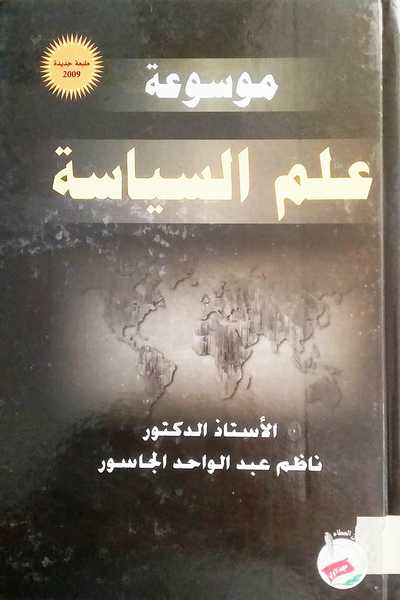 طبعة جديدة
2009
موسوعة
علم السياسة
الأستاذ الدكتور
ناظم عبد الواحد الجاسور